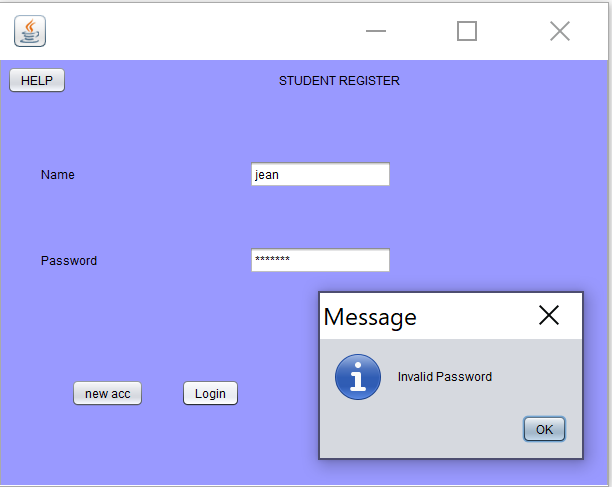 HELP
STUDENT REGISTER
Name
jean
Password
*******
Message
Invalid Password
new acc
Login
OK